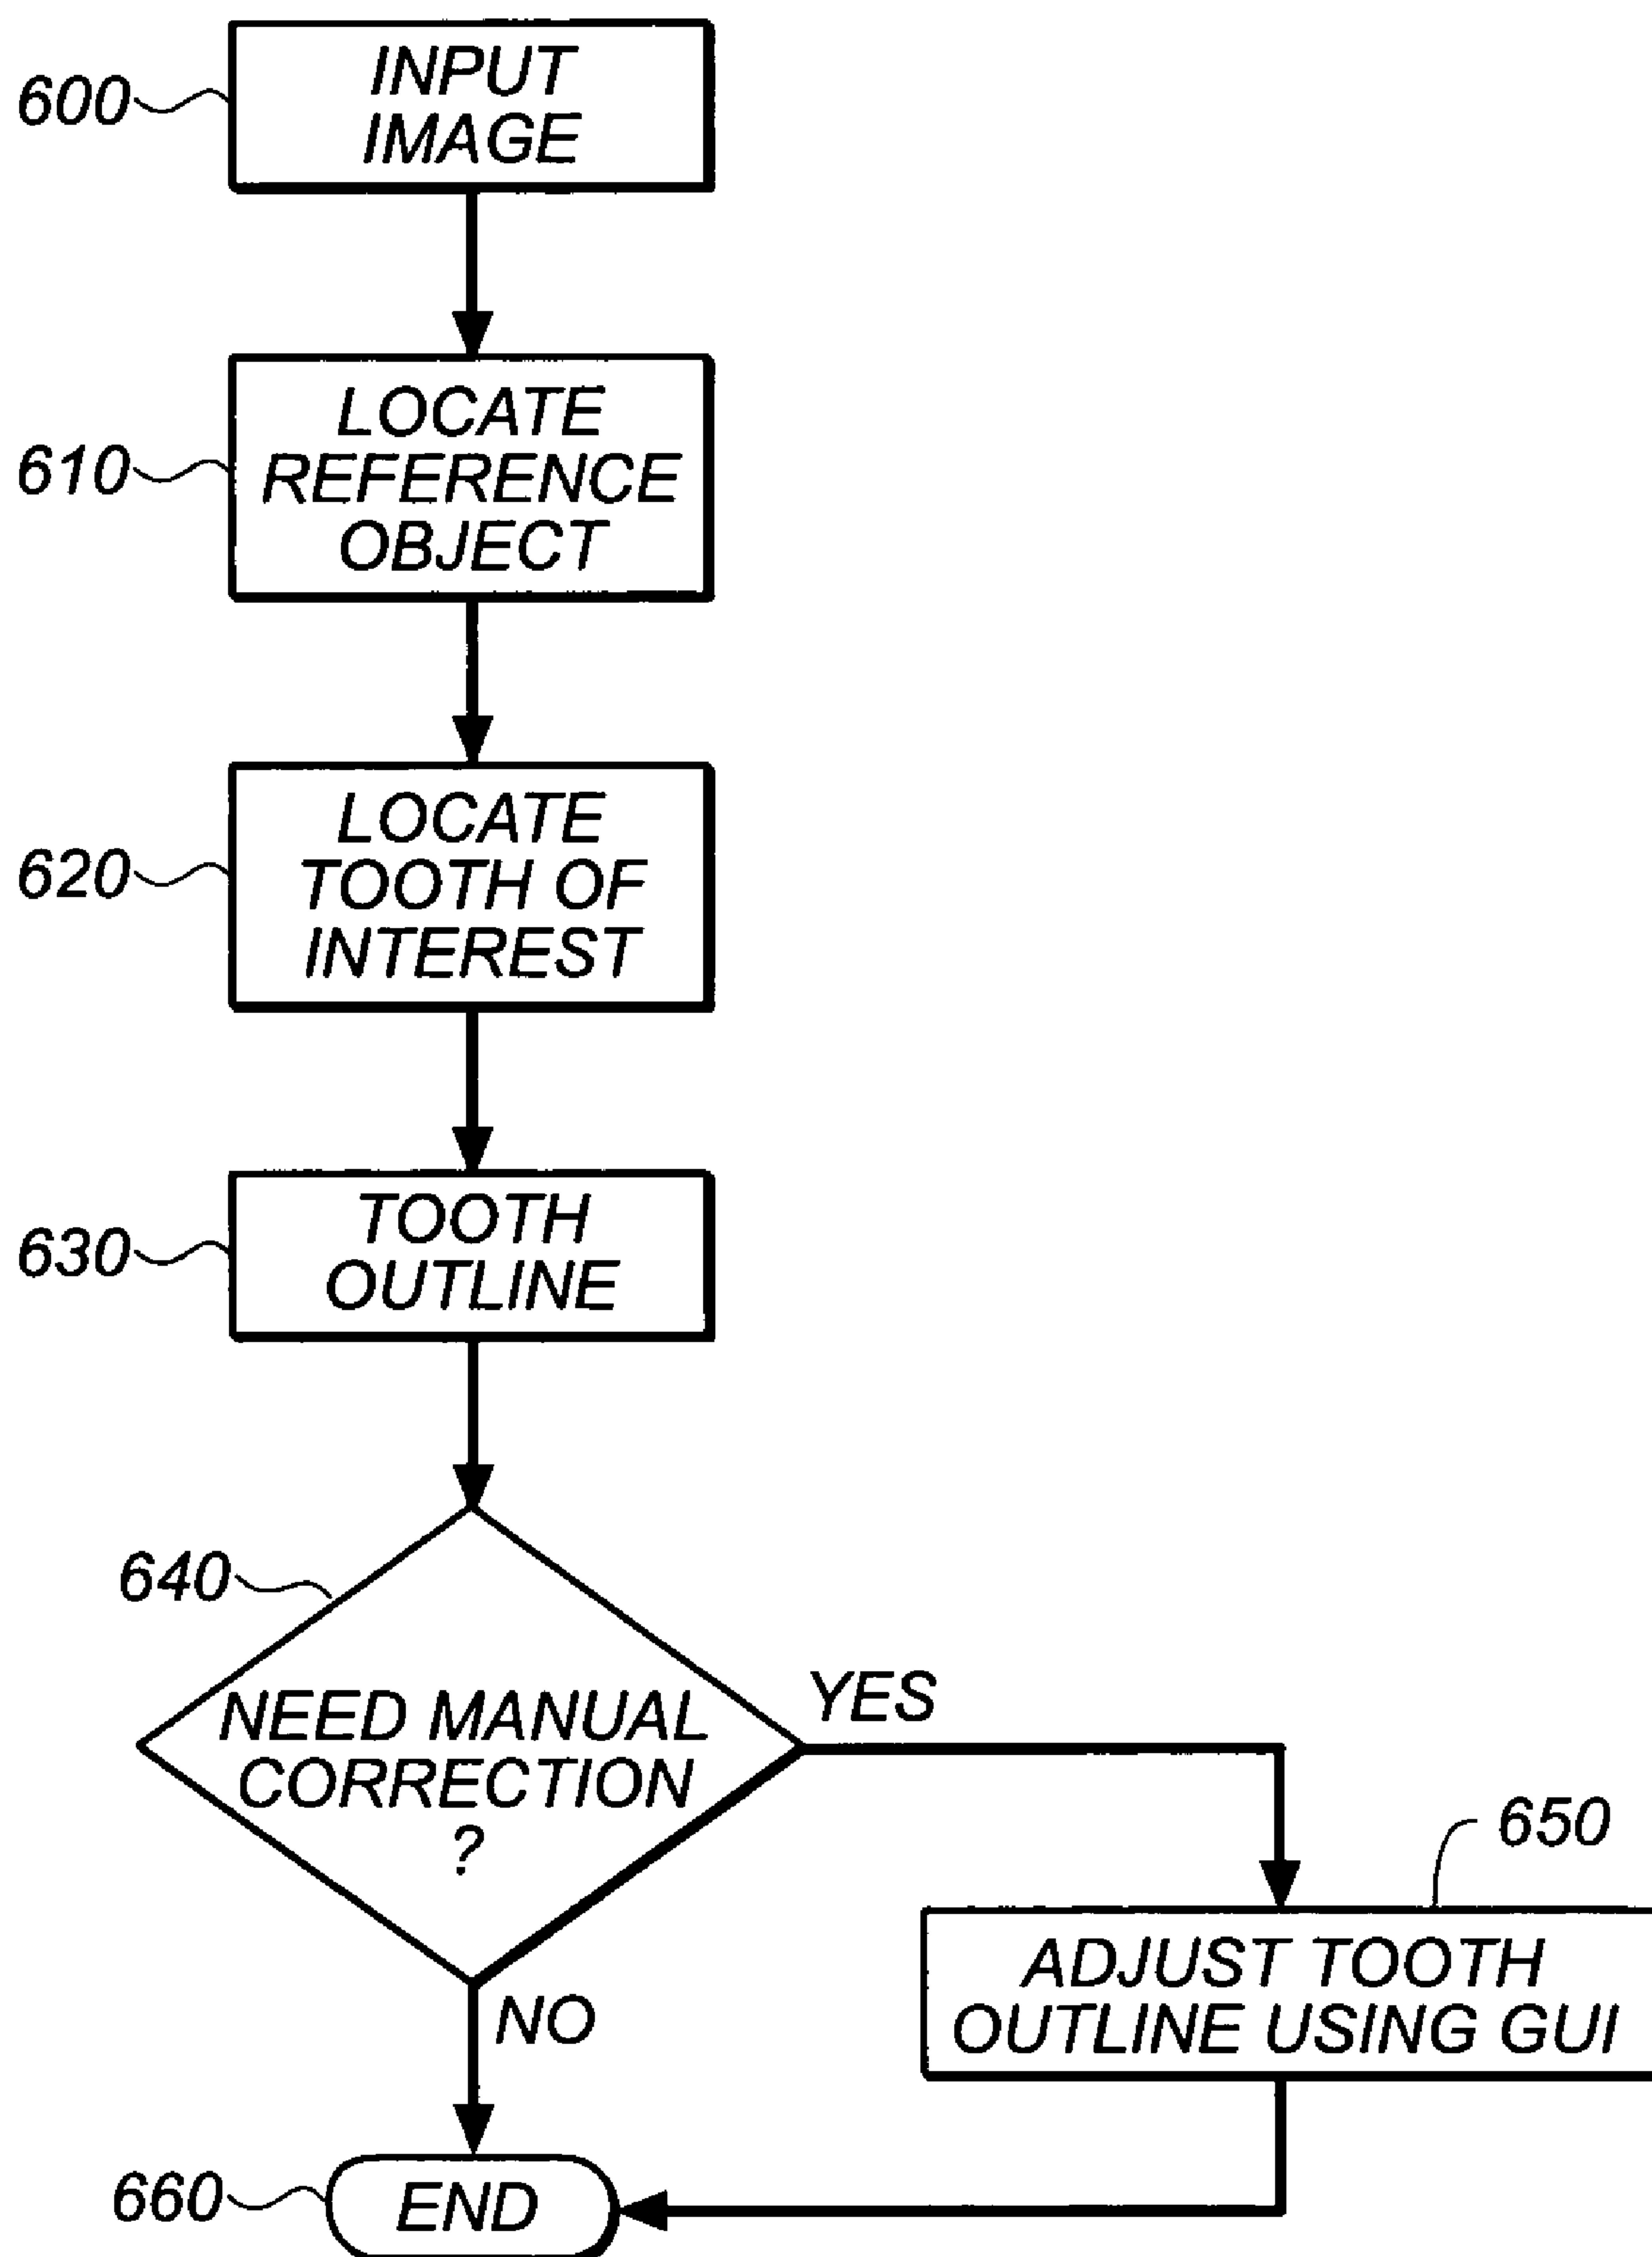 600
INPUT
IMAGE
610
LOCATE
REFERENCE
OBJECT
620
LOCATE
TOOTH OF
INTEREST
630
TOOTH
OUTLINE
640
NEED MANUAL
CORRECTION
?
YES
650
ADJUST TOOTH
OUTLINE USING GUI
NO
660
END